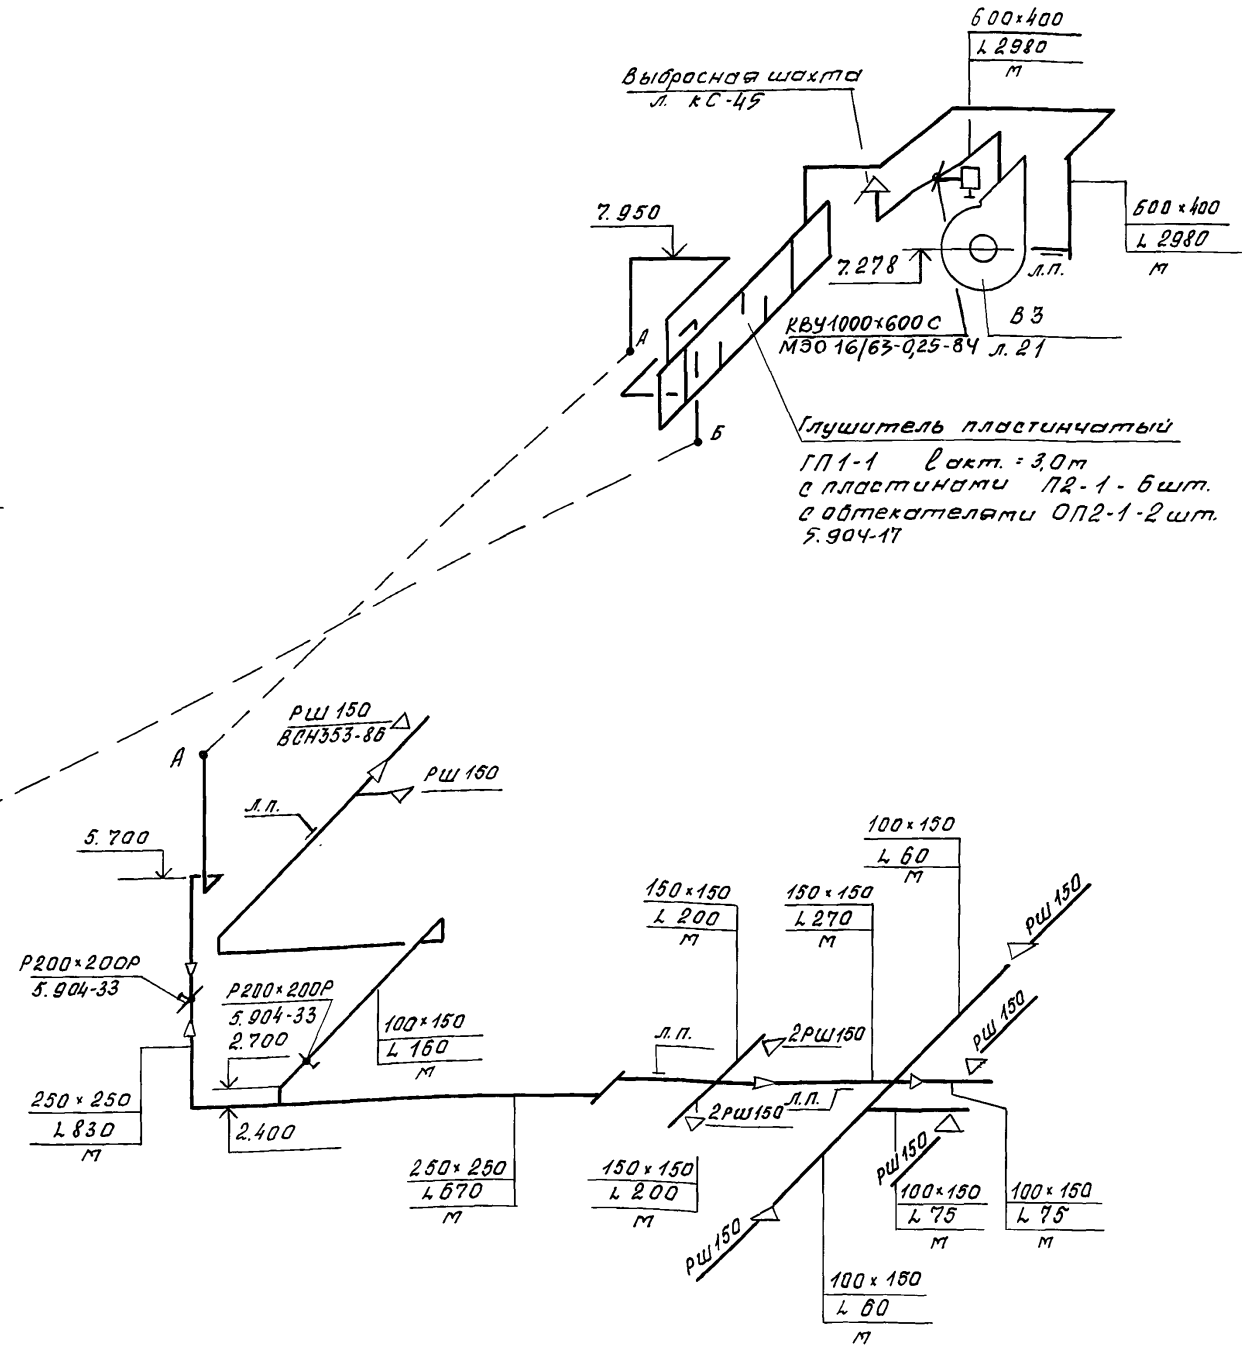 600×400
L 2980
М
Выбросная шахта
л. КС-45
7.950
600×400
L 2980
М
7.278
л.п.
КВУ1000×600 С
МЭО 16/63-0,25-84
В3
л. 21
А
Б
Глушитель пластинчатый
ГП1-1 ℓ акт. = 3,0 м
с пластинами П2-1-6 шт.
с обтекателями ОП2-1-2 шт.
5.904-17
РШ 150
ВСН353-86
А
РШ 150
л.п.
5.700
100×150
L 60
М
150×150
L 200
М
150×150
L 270
М
РШ 150
Р200×200Р
5.904-33
Р200×200Р
5.904-33
2.700
100×150
L 160
М
л.п.
2РШ150
РШ 150
250×250
L 830
М
2.400
2РШ150
л.п.
250×250
L 670
М
150×150
L 200
М
РШ 150
100×150
L 75
М
100×150
L 75
М
РШ 150
100×150
L 60
М